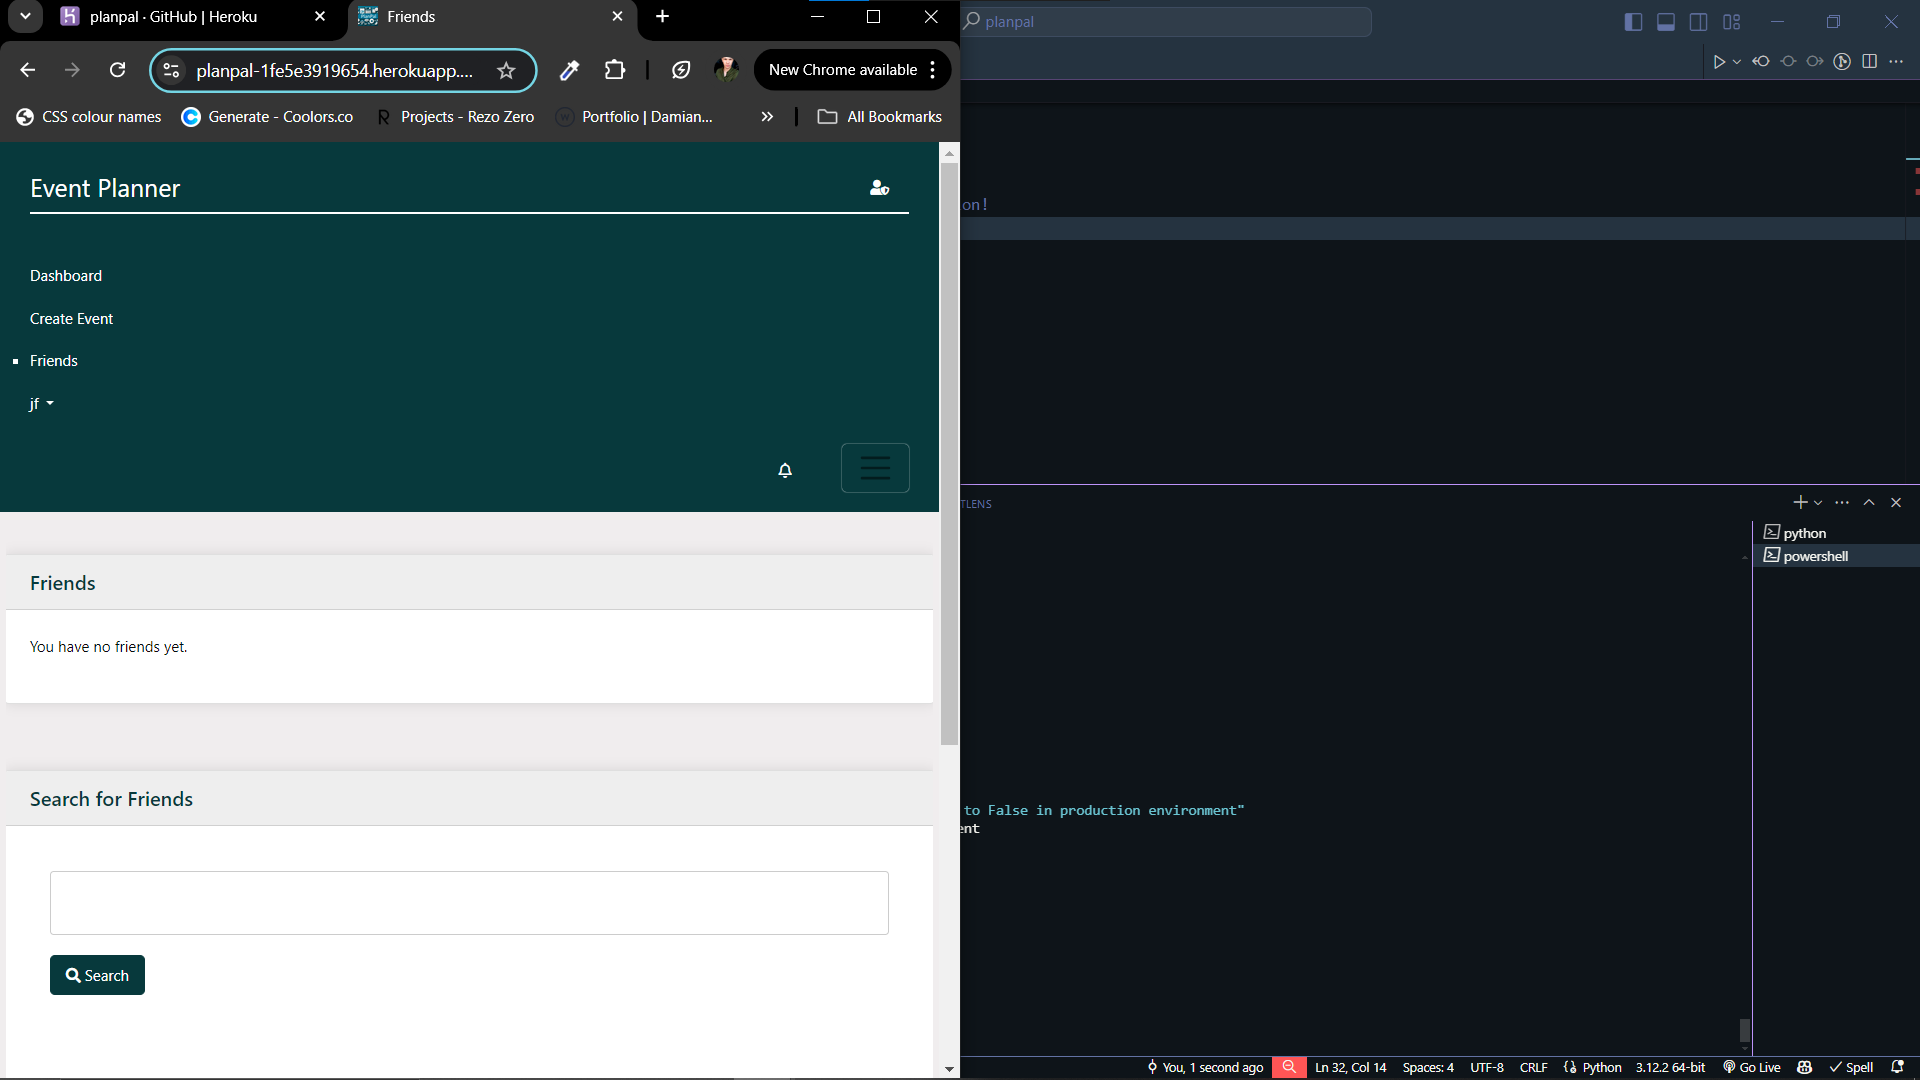 planpal · GitHub | Heroku
Friends
planpal-1fe5e3919654.herokuapp....
New Chrome available
CSS colour names
Generate - Coolors.co
Projects - Rezo Zero
Portfolio | Damian...
All Bookmarks
Event Planner
Dashboard
Create Event
Friends
jf
Friends
You have no friends yet.
Search for Friends
Search
planpal
on!
TLENS
python
powershell
to False in production environment"
ent
You, 1 second ago
Ln 32, Col 14
Spaces: 4
UTF-8
CRLF
Python
3.12.2 64-bit
Go Live
Spell